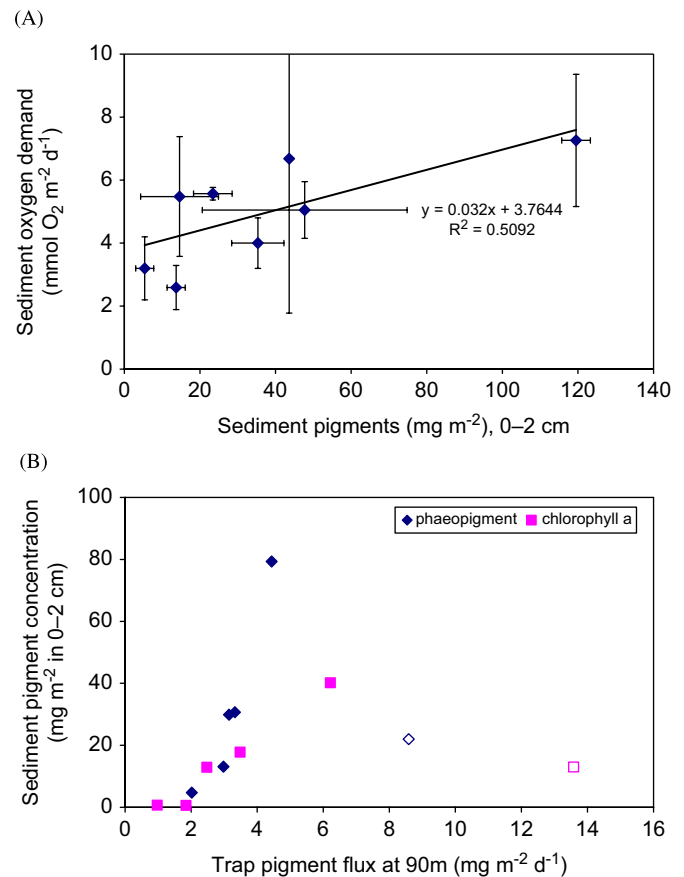 (A)
Sediment oxygen demand
(mmol O2 m-2 d-1)
10
8
6
4
2
0
y = 0.032x + 3.7644
R2 = 0.5092
0 20 40 60 80 100 120 140
Sediment pigments (mg m-2), 0–2 cm
(B)
Sediment pigment concentration
(mg m-2 in 0–2 cm)
100
80
60
40
20
0
phaeopigment chlorophyll a
0 2 4 6 8 10 12 14 16
Trap pigment flux at 90m (mg m-2 d-1)